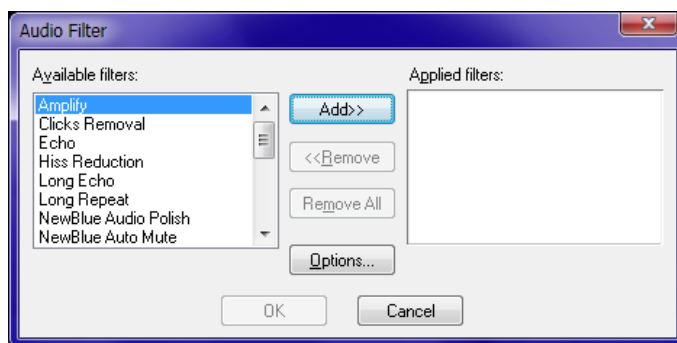 Audio Filter
Available filters:
Amplify
Clicks Removal
Echo
Hiss Reduction
Long Echo
Long Repeat
NewBlue Audio Polish
NewBlue Auto Mute
Add>>
<<Remove
Remove All
Options...
Applied filters:
OK
Cancel